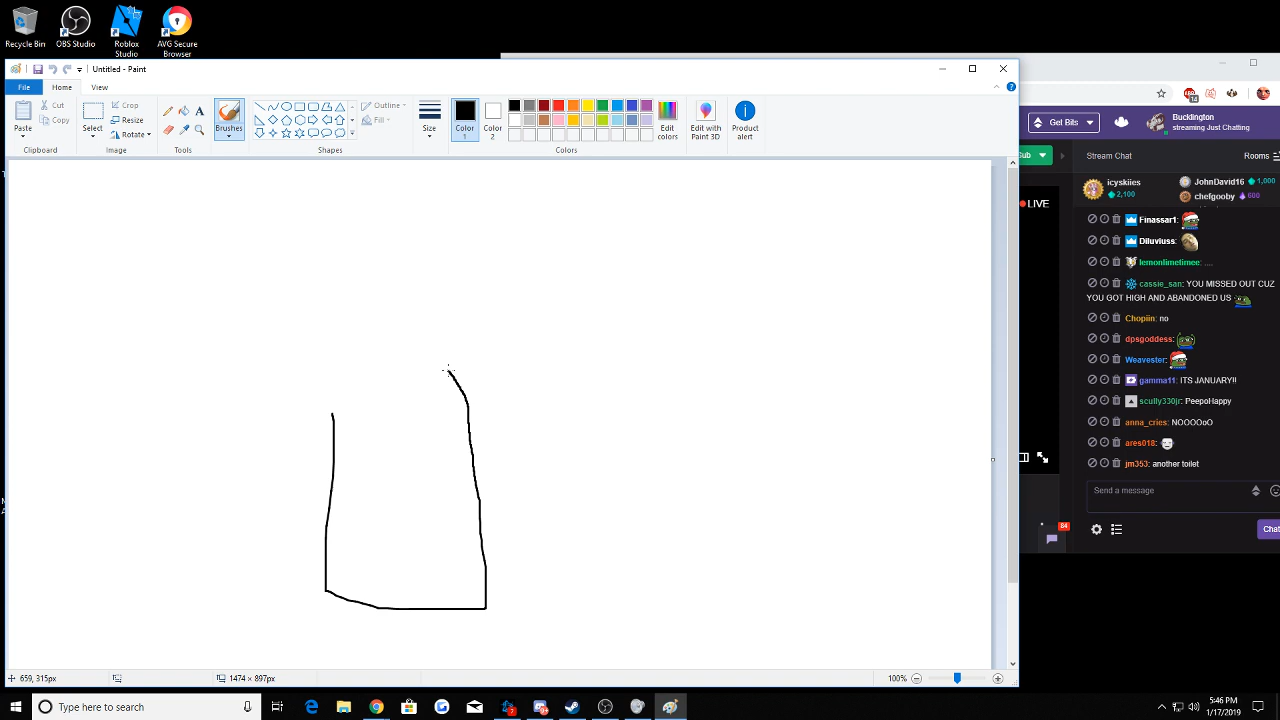 Recycle Bin
OBS Studio
Roblox
Studio
AVG Secure
Browser
Untitled - Paint
File
Home
View
Paste
Cut
Copy
Clipboard
Select
Crop
Resize
Rotate
Image
A
Tools
Brushes
Shapes
Outline
Fill
Size
Color
1
Color
2
Colors
Edit
colors
Edit with
Paint 3D
Product
alert
14
Get Bits
Buckington
streaming Just Chatting
Stream Chat
Rooms
LIVE
icyskiies
2,100
JohnDavid16 1,000
chefgooby 600
Finassar1:
Diluviuss:
lemonlimetimee: ....
cassie_san: YOU MISSED OUT CUZ
YOU GOT HIGH AND ABANDONED US
Chopiin: no
dpsgoddess:
Weavester:
gamma11: ITS JANUARY!!
scully330jr: PeepoHappy
anna_cries: NOOOOoO
ares018:
jm353: another toilet
Send a message
84
659, 315px
1474 × 897px
100%
Type here to search
5:46 PM
1/17/2019